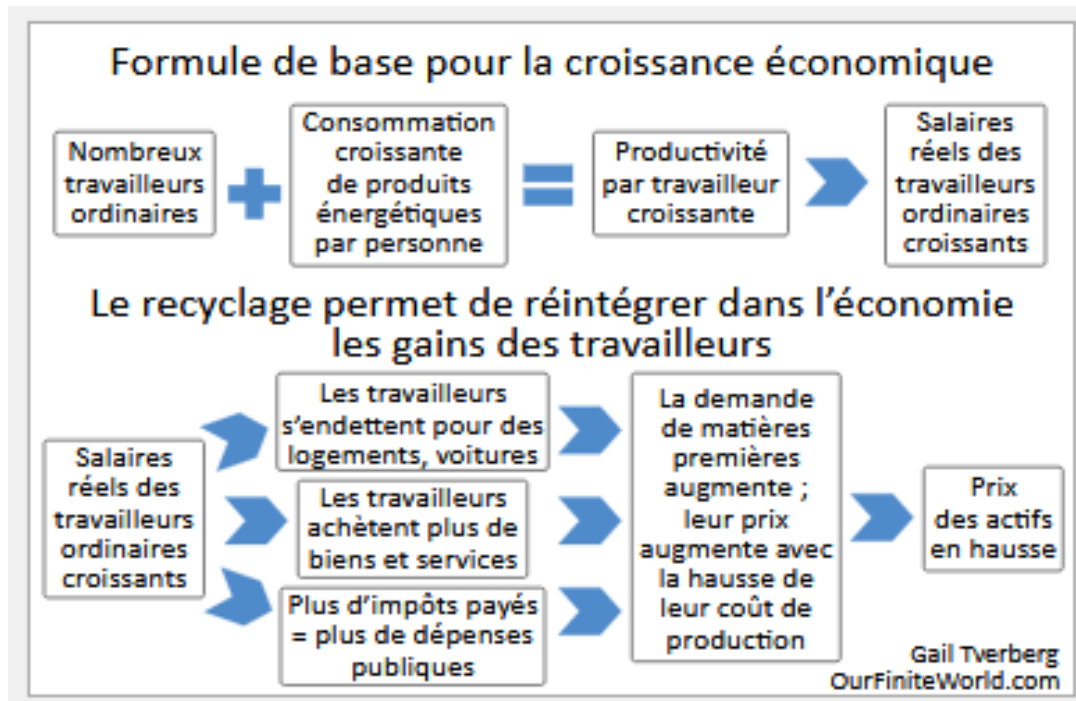 Formule de base pour la croissance économique
Nombreux
travailleurs
ordinaires
Consommation
croissante
de produits
énergétiques
par personne
Productivité
par travailleur
croissante
Salaires
réels des
travailleurs
ordinaires
croissants
Le recyclage permet de réintégrer dans l’économie
les gains des travailleurs
Salaires
réels des
travailleurs
ordinaires
croissants
Les travailleurs
s’endettent pour des
logements, voitures
Les travailleurs
achètent plus de
biens et services
Plus d’impôts payés
= plus de dépenses
publiques
La demande
de matières
premières
augmente ;
leur prix
augmente avec
la hausse de
leur coût de
production
Prix
des actifs
en hausse
Gail Tverberg
OurFiniteWorld.com